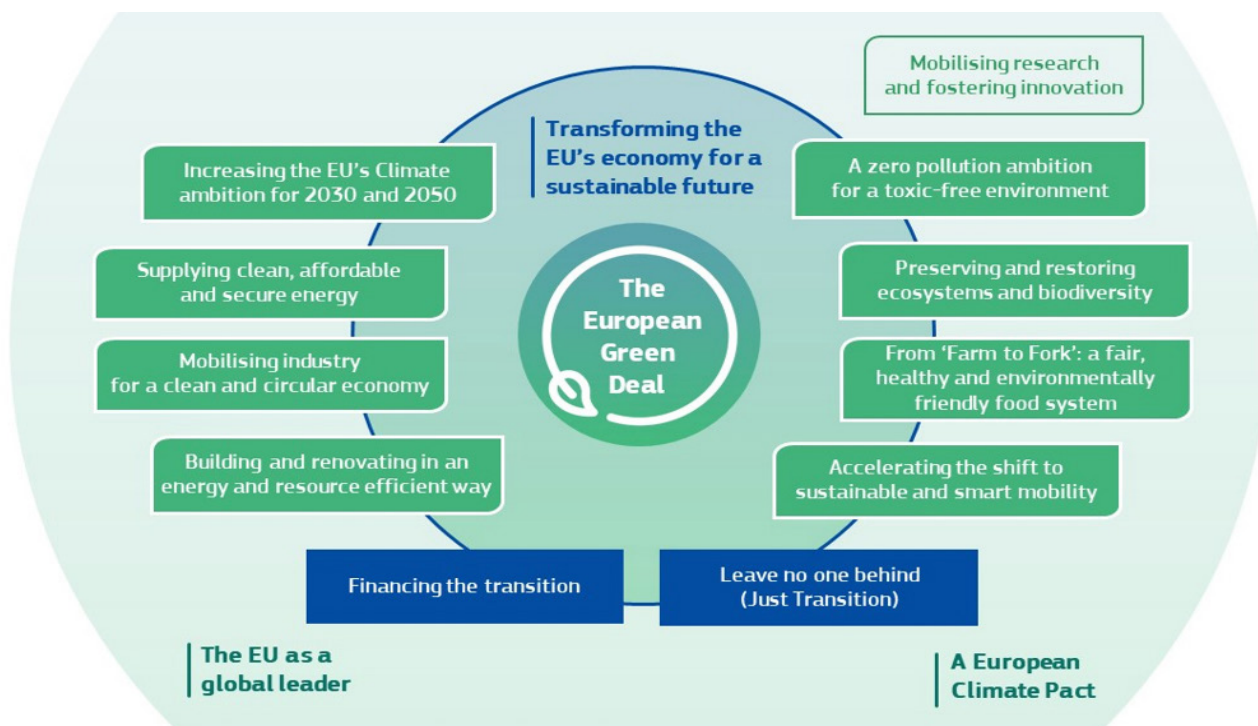 Mobilising research
and fostering innovation
Transforming the
EU's economy for a
sustainable future
Increasing the EU's Climate
ambition for 2030 and 2050
A zero pollution ambition
for a toxic-free environment
Supplying clean, affordable
and secure energy
Preserving and restoring
ecosystems and biodiversity
The
European
Green
Deal
Mobilising industry
for a clean and circular economy
From ‘Farm to Fork’: a fair,
healthy and environmentally
friendly food system
Building and renovating in an
energy and resource efficient way
Accelerating the shift to
sustainable and smart mobility
Financing the transition
Leave no one behind
(Just Transition)
The EU as a
global leader
A European
Climate Pact